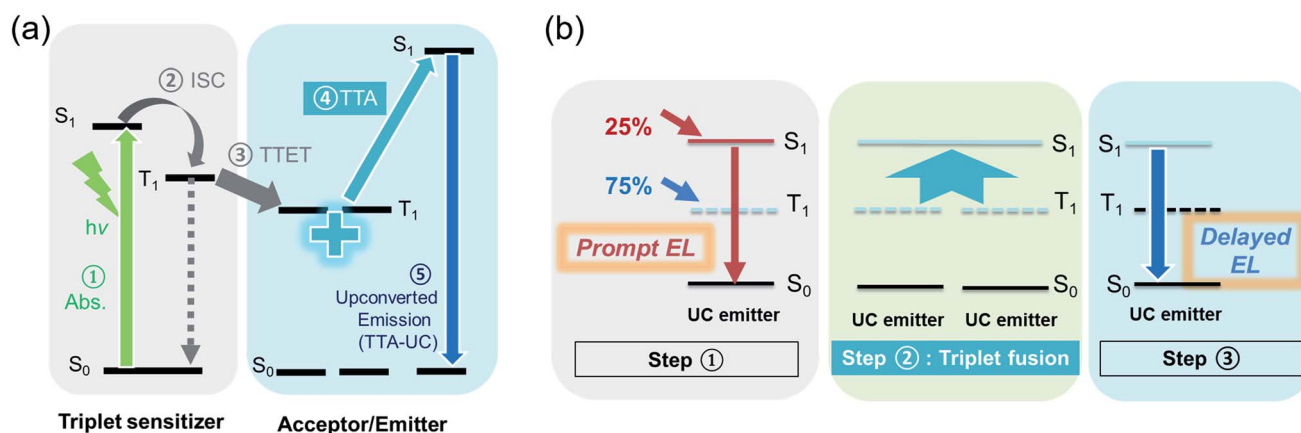 (a)
S1
② ISC
S1
T1
③ TTET
④TTA
T1
hv
①
Abs.
⑤
Upconverted
Emission
(TTA-UC)
S0
S0
Triplet sensitizer
Acceptor/Emitter
(b)
25%
S1
75%
T1
Prompt EL
S0
UC emitter
Step ①
S1
T1
S0
UC emitter
UC emitter
Step ② : Triplet fusion
S1
T1
Delayed
EL
S0
UC emitter
Step ③